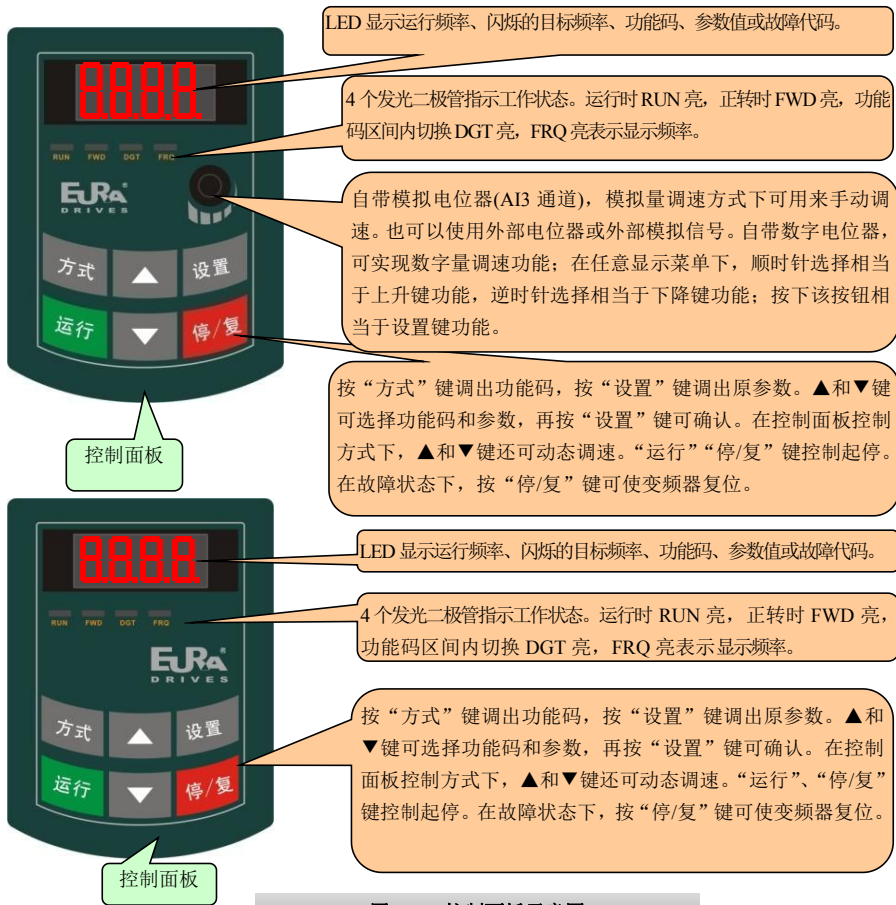 LED 显示运行频率、闪烁的目标频率、功能码、参数值或故障代码。
8.8.8.8.
4 个发光二极管指示工作状态。运行时 RUN 亮，正转时 FWD 亮，功能
码区间内切换 DGT 亮，FRQ 亮表示显示频率。
RUN FWD DGT FRQ
EURA
DRIVES
自带模拟电位器(AI3 通道)，模拟量调速方式下可用来手动调
速。也可以使用外部电位器或外部模拟信号。自带数字电位器，
可实现数字量调速功能；在任意显示菜单下，顺时针选择相当
于上升键功能，逆时针选择相当于下降键功能；按下该按钮相
当于设置键功能。
方式 ▲ 设置
运行 ▼ 停/复
按“方式”键调出功能码，按“设置”键调出原参数。▲和▼键
可选择功能码和参数，再按“设置”键可确认。在控制面板控制
方式下，▲和▼键还可动态调速。“运行”“停/复”键控制起停。
在故障状态下，按“停/复”键可使变频器复位。
控制面板
LED 显示运行频率、闪烁的目标频率、功能码、参数值或故障代码。
8.8.8.8.
4 个发光二极管指示工作状态。运行时 RUN 亮，正转时 FWD 亮，
功能码区间内切换 DGT 亮，FRQ 亮表示显示频率。
RUN FWD DGT FRQ
EURA
DRIVES
方式 ▲ 设置
运行 ▼ 停/复
按“方式”键调出功能码，按“设置”键调出原参数。▲和
▼键可选择功能码和参数，再按“设置”键可确认。在控制
面板控制方式下，▲和▼键还可动态调速。“运行”、“停/复”
键控制起停。在故障状态下，按“停/复”键可使变频器复位。
控制面板